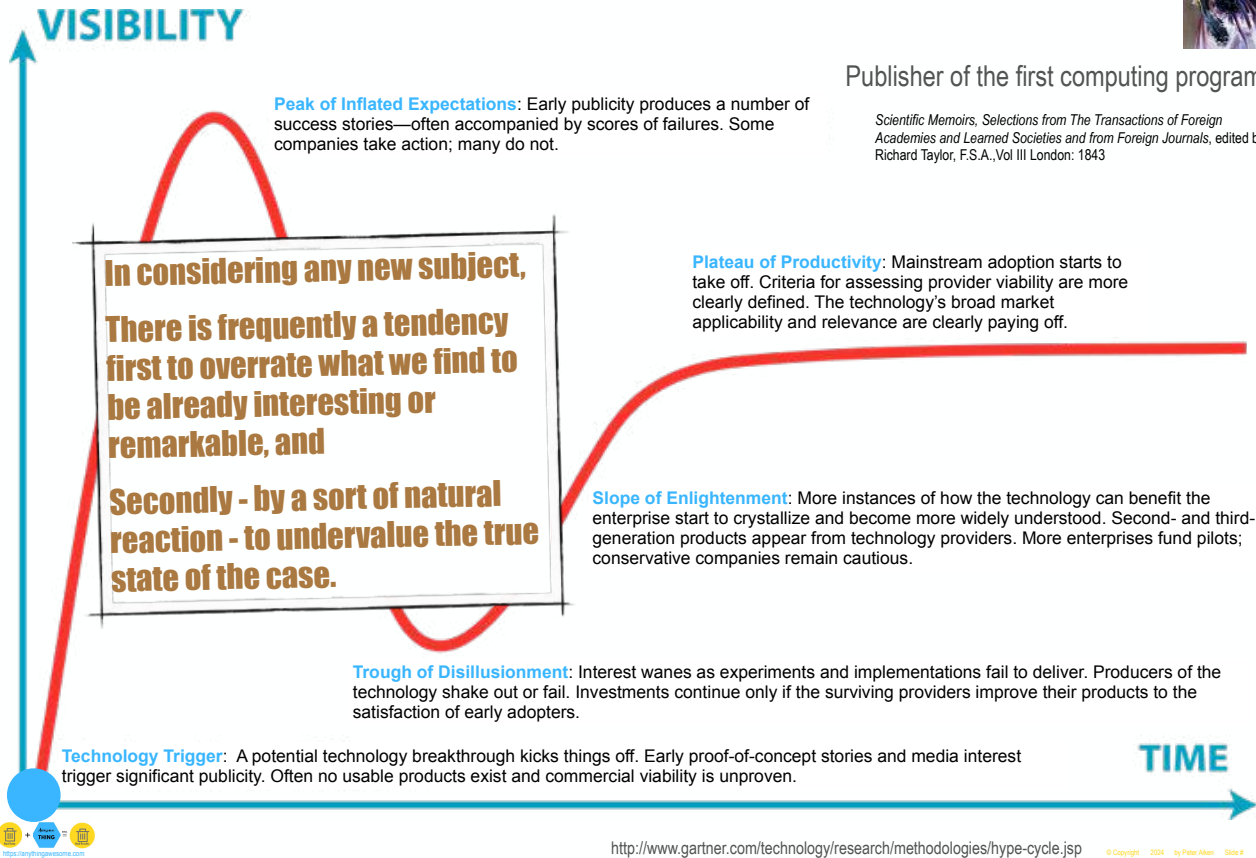 VISIBILITY
Publisher of the first computing program
Scientific Memoirs, Selections from The Transactions of Foreign
Academies and Learned Societies and from Foreign Journals, edited b
Richard Taylor, F.S.A.,Vol III London: 1843
Peak of Inflated Expectations: Early publicity produces a number of
success stories—often accompanied by scores of failures. Some
companies take action; many do not.
In considering any new subject,
There is frequently a tendency
first to overrate what we find to
be already interesting or
remarkable, and
Secondly - by a sort of natural
reaction - to undervalue the true
state of the case.
Plateau of Productivity: Mainstream adoption starts to
take off. Criteria for assessing provider viability are more
clearly defined. The technology’s broad market
applicability and relevance are clearly paying off.
Slope of Enlightenment: More instances of how the technology can benefit the
enterprise start to crystallize and become more widely understood. Second- and third-
generation products appear from technology providers. More enterprises fund pilots;
conservative companies remain cautious.
Trough of Disillusionment: Interest wanes as experiments and implementations fail to deliver. Producers of the
technology shake out or fail. Investments continue only if the surviving providers improve their products to the
satisfaction of early adopters.
Technology Trigger: A potential technology breakthrough kicks things off. Early proof-of-concept stories and media interest
trigger significant publicity. Often no usable products exist and commercial viability is unproven.
TIME
+ THING =
https://anythingawesome.com
http://www.gartner.com/technology/research/methodologies/hype-cycle.jsp
© Copyright 2024 by Peter Aiken Slide #